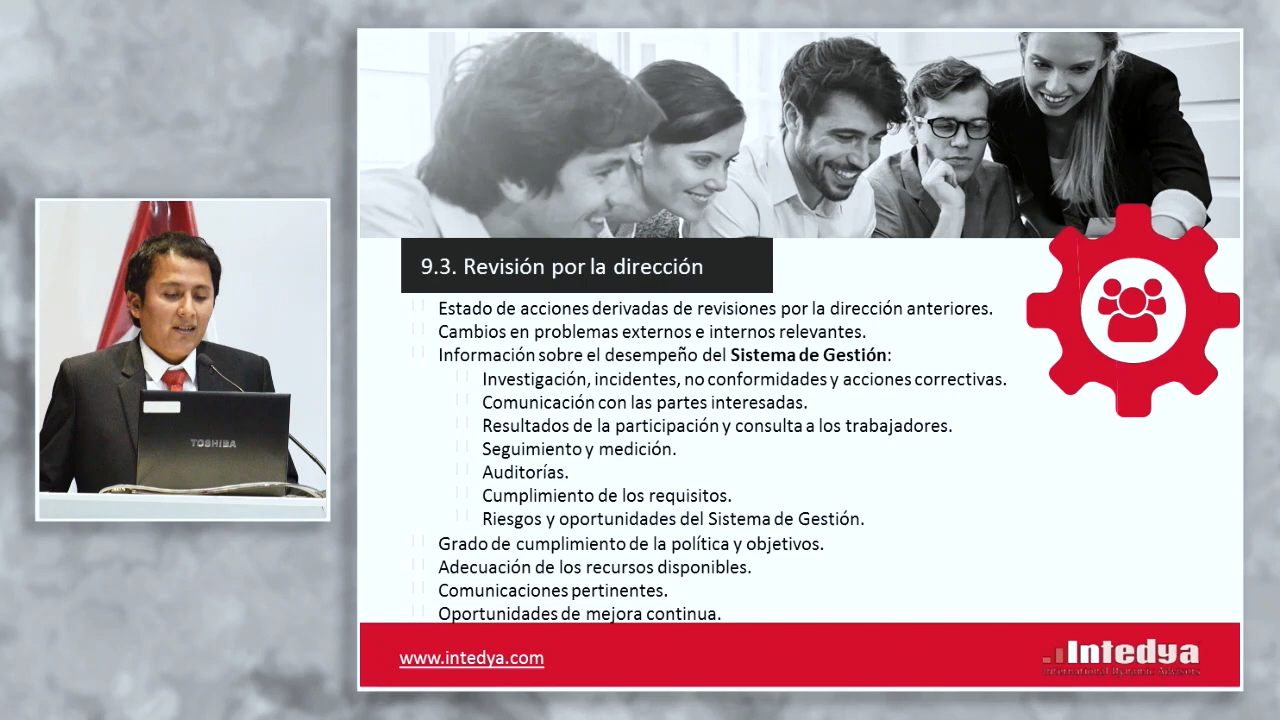 9.3. Revisión por la dirección
Estado de acciones derivadas de revisiones por la dirección anteriores.
Cambios en problemas externos e internos relevantes.
Información sobre el desempeño del Sistema de Gestión:
Investigación, incidentes, no conformidades y acciones correctivas.
Comunicación con las partes interesadas.
Resultados de la participación y consulta a los trabajadores.
Seguimiento y medición.
Auditorías.
Cumplimiento de los requisitos.
Riesgos y oportunidades del Sistema de Gestión.
Grado de cumplimiento de la política y objetivos.
Adecuación de los recursos disponibles.
Comunicaciones pertinentes.
Oportunidades de mejora continua.
www.intedya.com
Intedya
International Dynamic Advisors
TOSHIBA